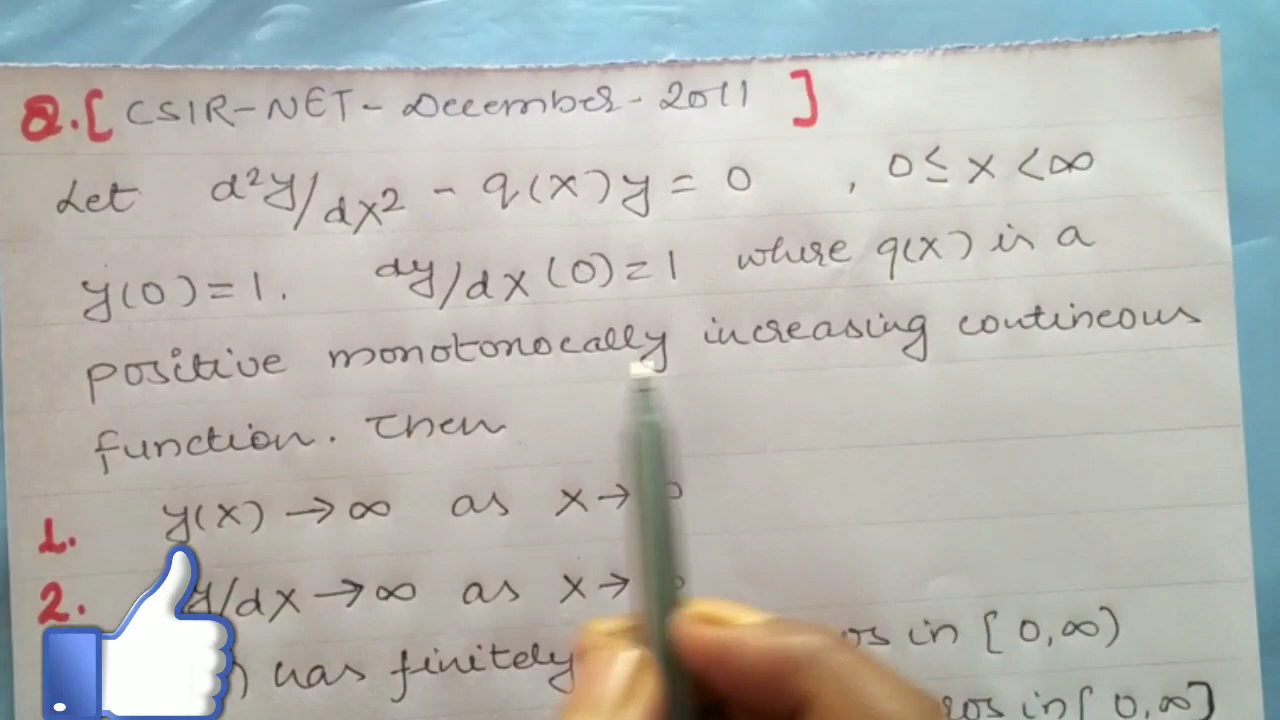 Q.[ CSIR-NET-December-2011 ]
Let d²y/dx² - q(x)y = 0 , 0 ≤ x < ∞
y(0)=1. dy/dx(0)=1 where q(x) is a
positive monotonocally increasing contineous
function. Then
1. y(x) → ∞ as x →
2. /dx → ∞ as x →
has finitely in [0,∞)
in [0,∞]